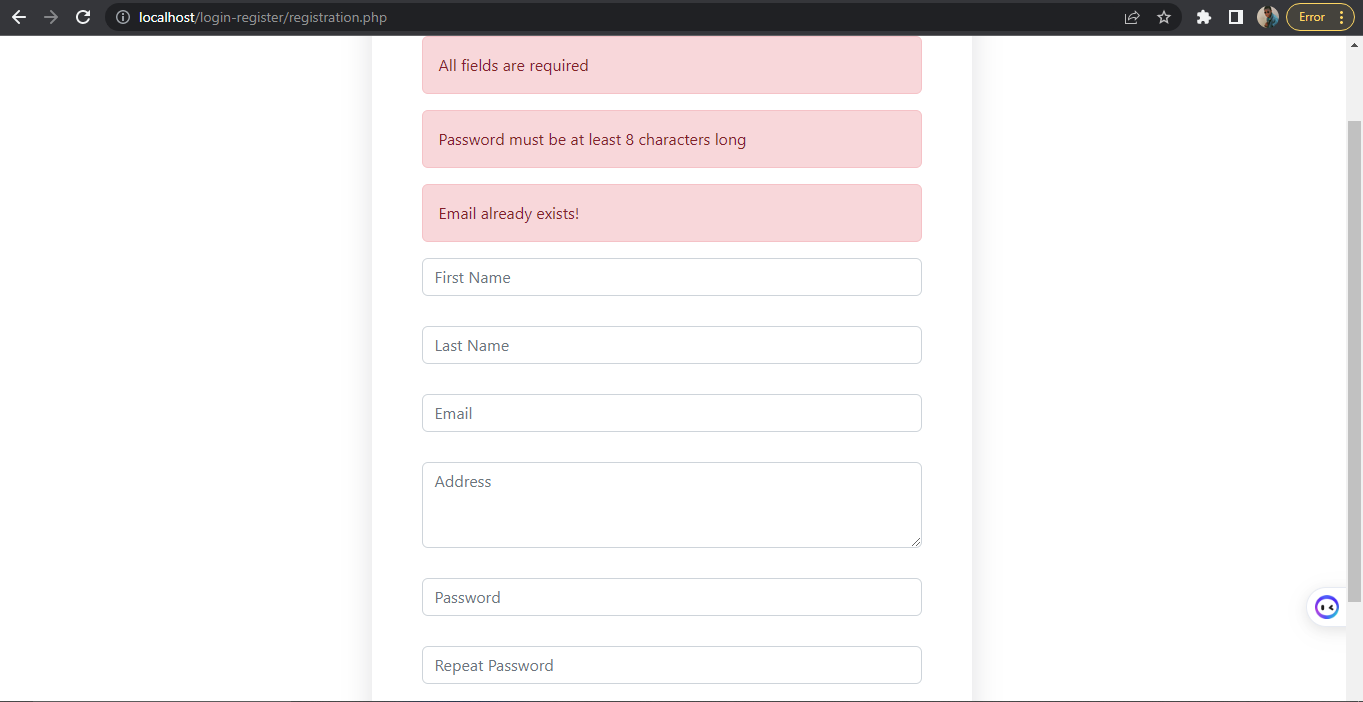 localhost/login-register/registration.php
Error
All fields are required
Password must be at least 8 characters long
Email already exists!
First Name
Last Name
Email
Address
Password
Repeat Password